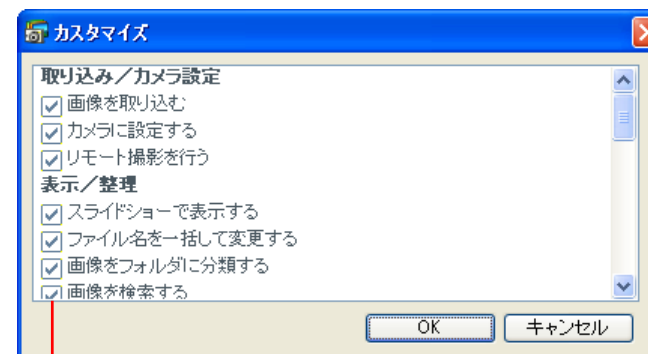 カスタマイズ
取り込み／カメラ設定
画像を取り込む
カメラに設定する
リモート撮影を行う
表示／整理
スライドショーで表示する
ファイル名を一括して変更する
画像をフォルダに分類する
画像を検索する
OK キャンセル